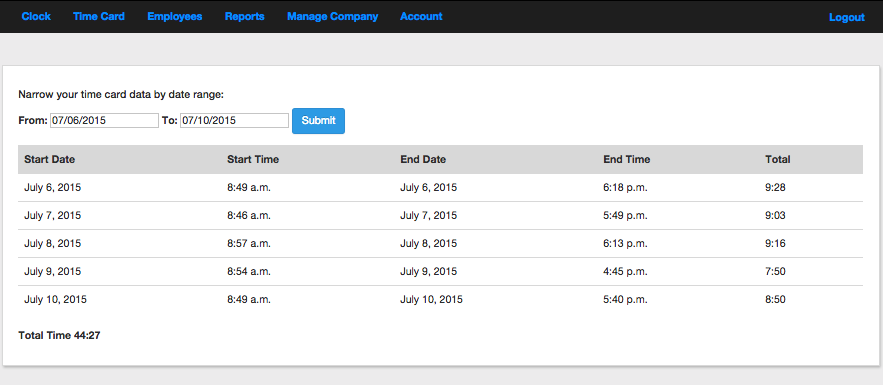 Clock Time Card Employees Reports Manage Company Account Logout
Narrow your time card data by date range:
From: 07/06/2015 To: 07/10/2015 Submit
Start Date Start Time End Date End Time Total
July 6, 2015 8:49 a.m. July 6, 2015 6:18 p.m. 9:28
July 7, 2015 8:46 a.m. July 7, 2015 5:49 p.m. 9:03
July 8, 2015 8:57 a.m. July 8, 2015 6:13 p.m. 9:16
July 9, 2015 8:54 a.m. July 9, 2015 4:45 p.m. 7:50
July 10, 2015 8:49 a.m. July 10, 2015 5:40 p.m. 8:50
Total Time 44:27